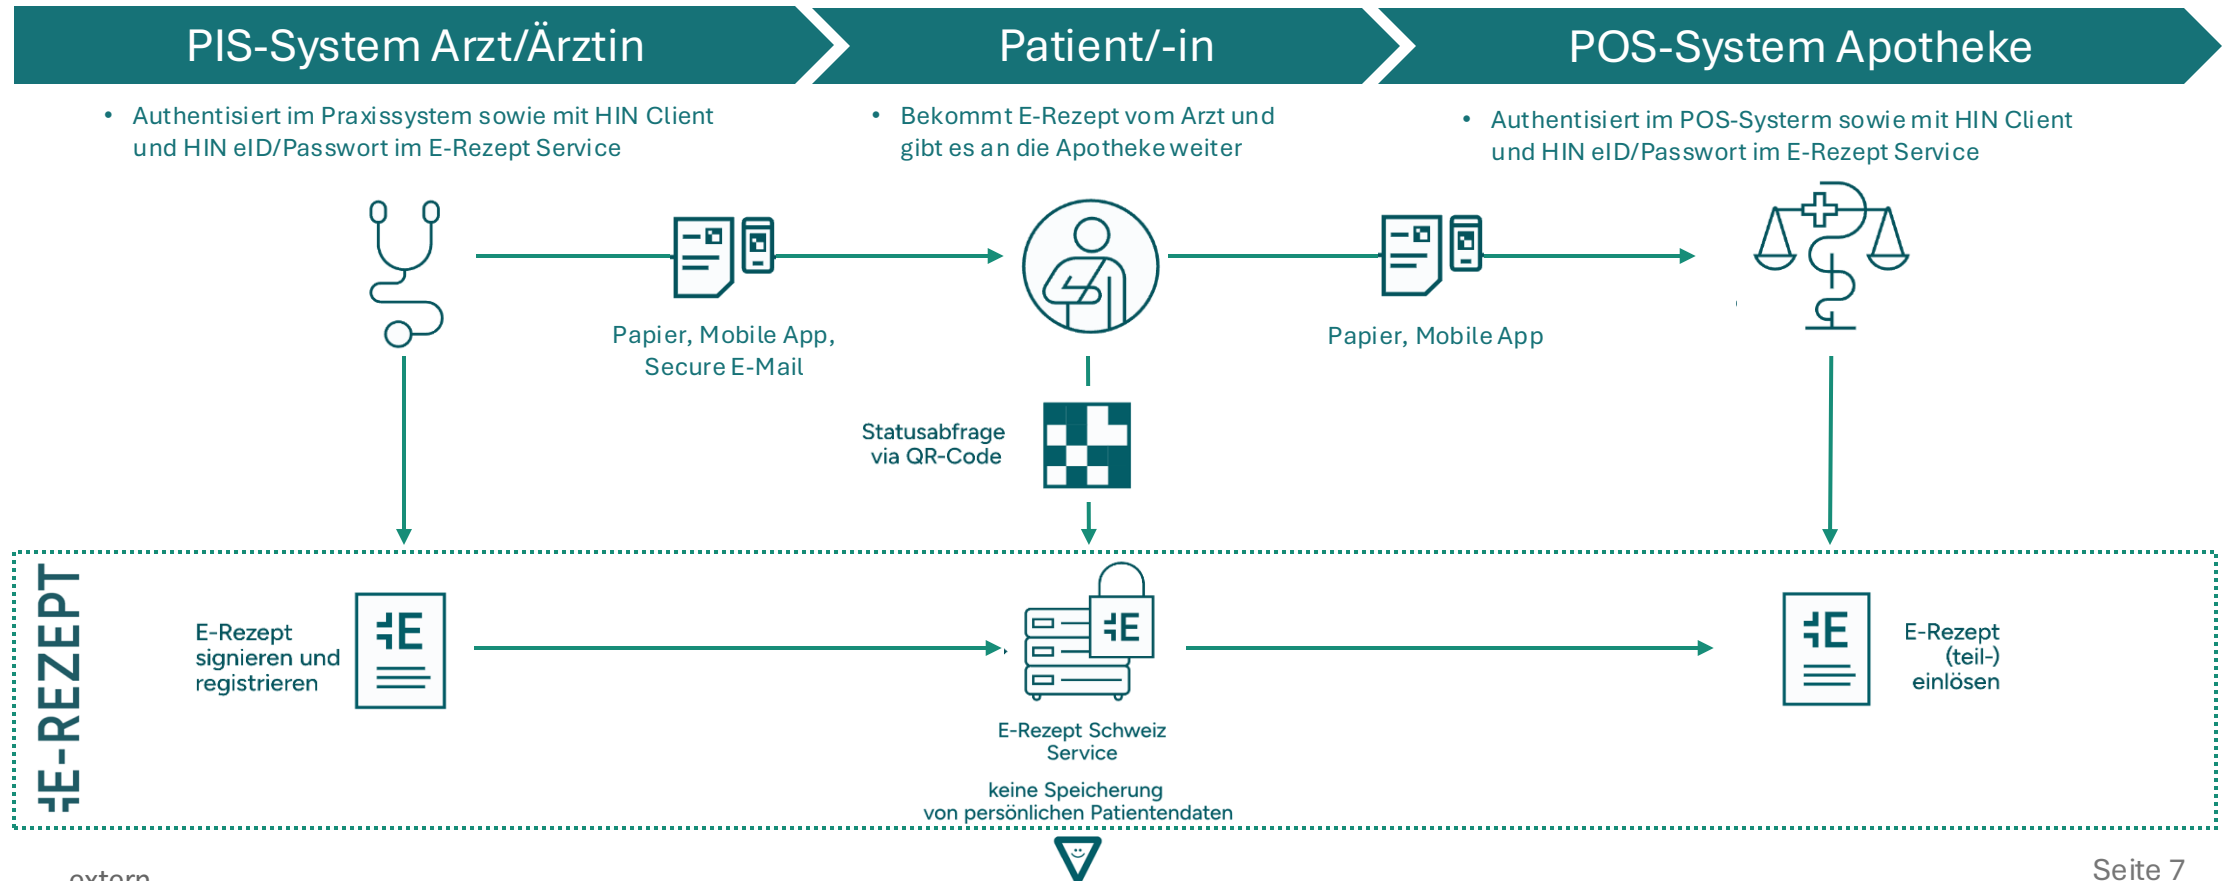 PIS-System Arzt/Ärztin
Patient/-in
POS-System Apotheke
• Authentisiert im Praxissystem sowie mit HIN Client
und HIN eID/Passwort im E-Rezept Service
• Bekommt E-Rezept vom Arzt und
gibt es an die Apotheke weiter
• Authentisiert im POS-Systerm sowie mit HIN Client
und HIN eID/Passwort im E-Rezept Service
Papier, Mobile App,
Secure E-Mail
Papier, Mobile App
Statusabfrage
via QR-Code
E-REZEPT
E-Rezept
signieren und
registrieren
E
E
E
E-Rezept
(teil-)
einlösen
E-Rezept Schweiz
Service
keine Speicherung
von persönlichen Patientendaten
extern
Seite 7